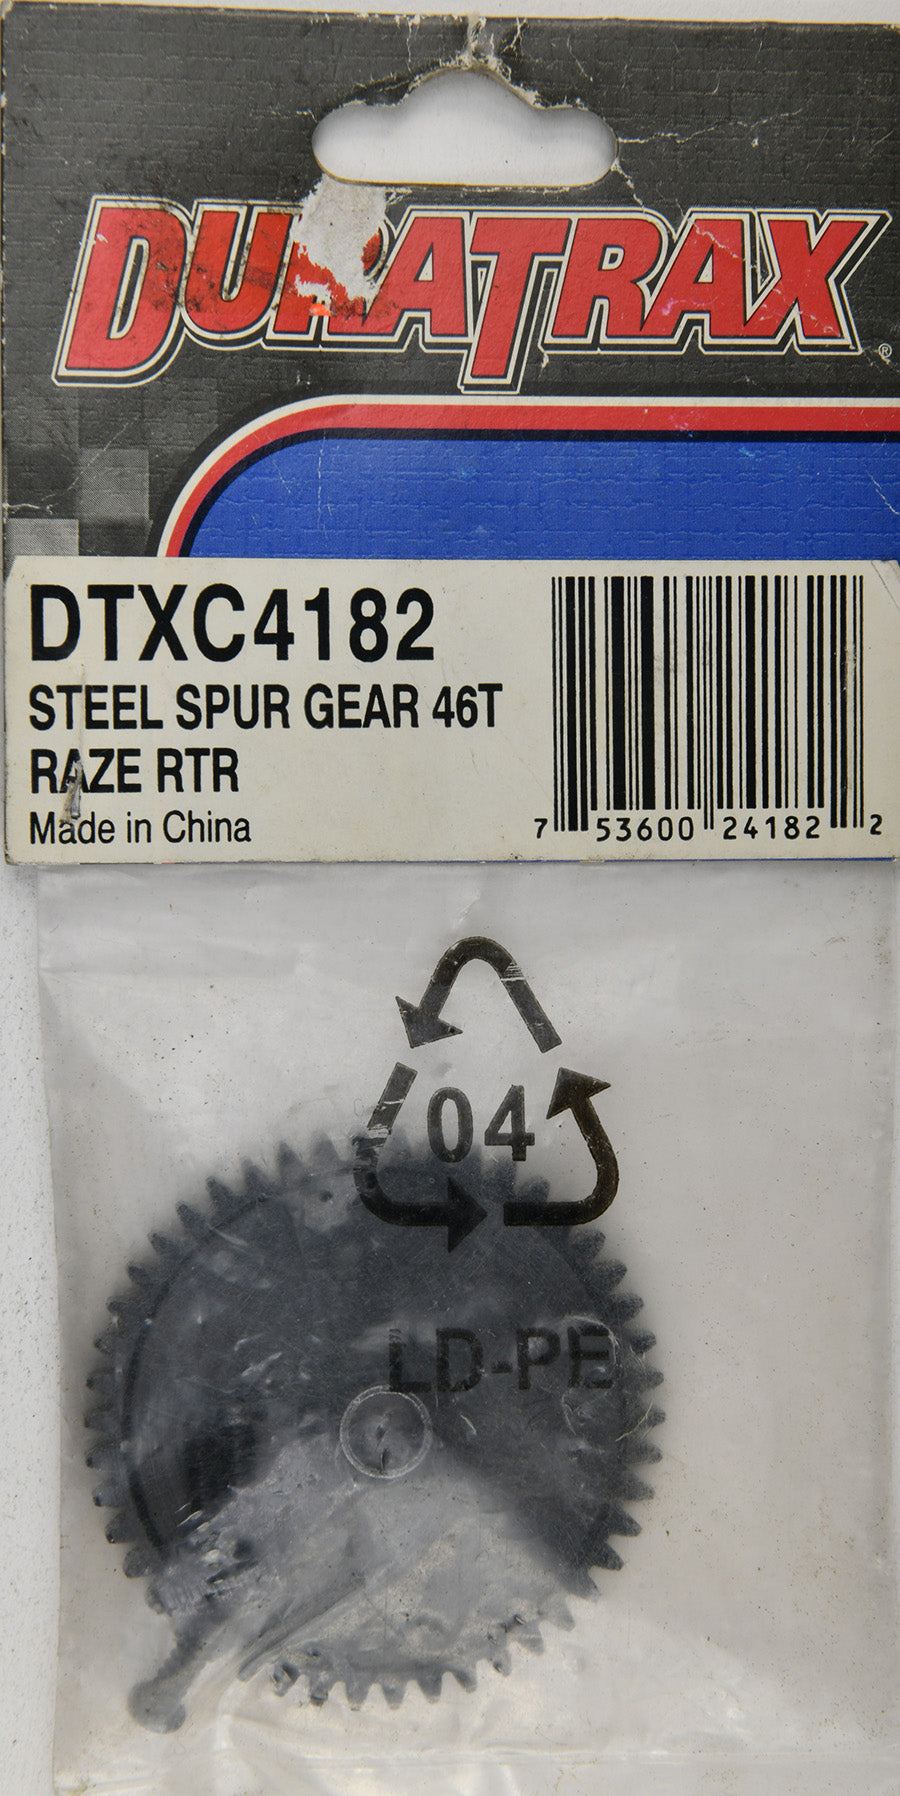 DURATRAX®
DTXC4182
STEEL SPUR GEAR 46T
RAZE RTR
Made in China
7 53600 24182 2
04
LD-PE